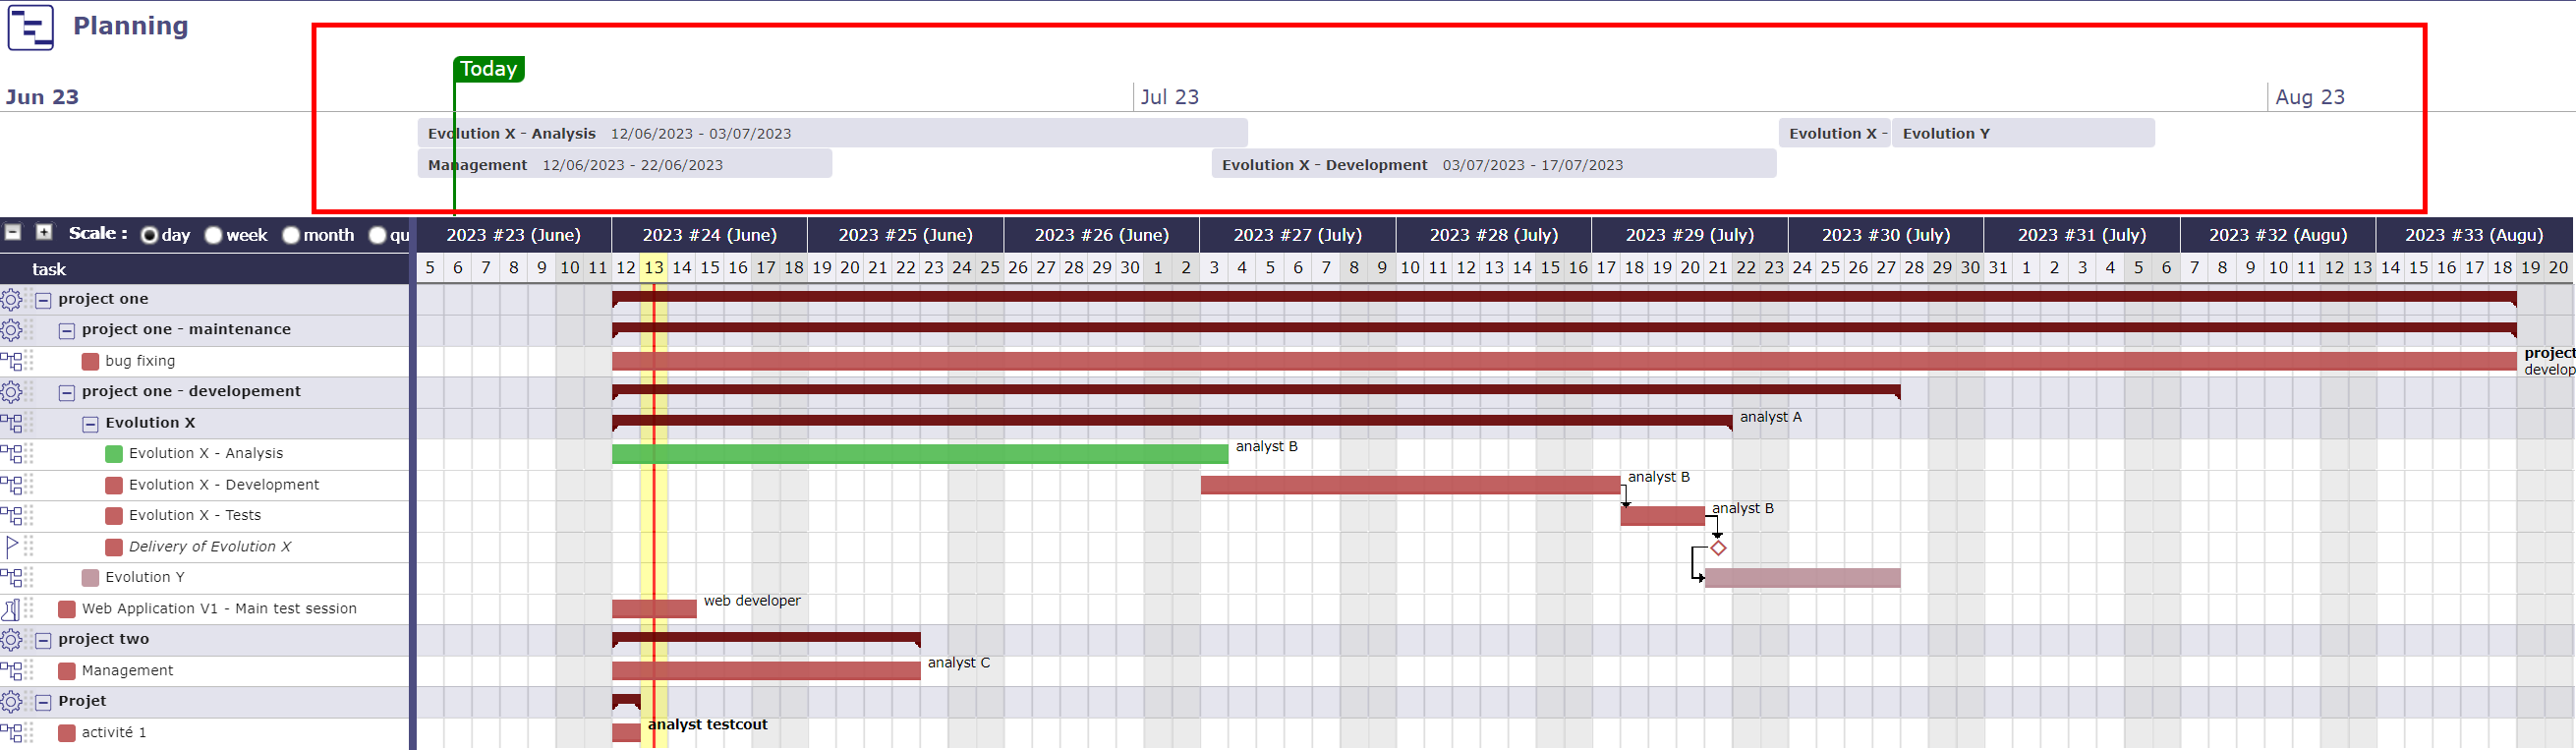 Planning
Today
Jun 23 Jul 23 Aug 23
Evolution X - Analysis 12/06/2023 - 03/07/2023 Evolution X - Evolution Y
Management 12/06/2023 - 22/06/2023 Evolution X - Development 03/07/2023 - 17/07/2023
Scale : day week month qu 2023 #23 (June) 2023 #24 (June) 2023 #25 (June) 2023 #26 (June) 2023 #27 (July) 2023 #28 (July) 2023 #29 (July) 2023 #30 (July) 2023 #31 (July) 2023 #32 (Augu) 2023 #33 (Augu)
task 5 6 7 8 9 10 11 12 13 14 15 16 17 18 19 20 21 22 23 24 25 26 27 28 29 30 1 2 3 4 5 6 7 8 9 10 11 12 13 14 15 16 17 18 19 20 21 22 23 24 25 26 27 28 29 30 31 1 2 3 4 5 6 7 8 9 10 11 12 13 14 15 16 17 18 19 20
project one
project one - maintenance
bug fixing project
develop
project one - developement
Evolution X analyst A
Evolution X - Analysis analyst B
Evolution X - Development analyst B
Evolution X - Tests analyst B
Delivery of Evolution X
Evolution Y
Web Application V1 - Main test session web developer
project two
Management analyst C
Projet
activité 1 analyst testcout